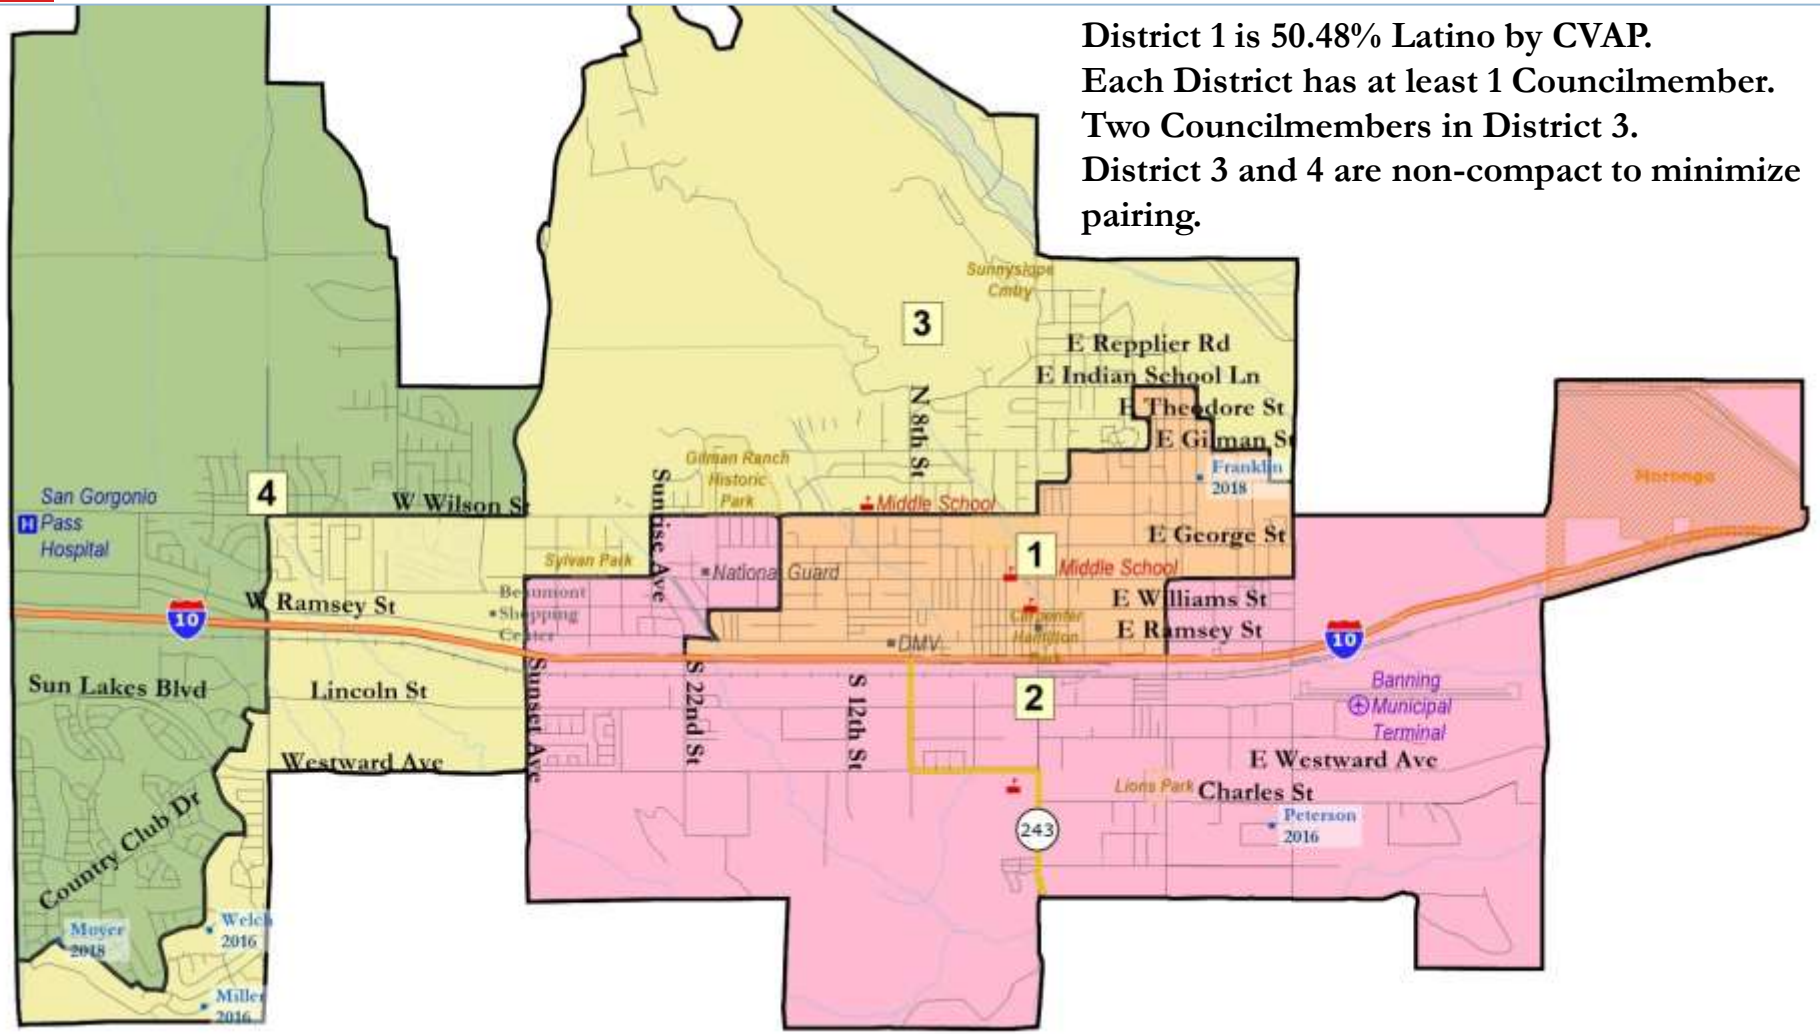 District 1 is 50.48% Latino by CVAP.
Each District has at least 1 Councilmember.
Two Councilmembers in District 3.
District 3 and 4 are non-compact to minimize
pairing.
Sunnyslope
Cmty
3
E Repplier Rd
E Indian School Ln
E Theodore St
E Gilman St
N 8th St
Gilman Ranch
Historic
Park
Franklin
2018
Morongo
4
San Gorgonio
Pass
Hospital
H
W Wilson St
Sunrise Ave
Middle School
E George St
Sylvan Park
National Guard
1
Middle School
W Ramsey St
Beaumont
Shopping
Center
E Williams St
E Ramsey St
Carpenter
Hamilton
Park
DMV
10
10
Sun Lakes Blvd
Lincoln St
Sunset Ave
S 22nd St
S 12th St
2
Banning
Municipal
Terminal
Westward Ave
E Westward Ave
Lions Park
Charles St
Country Club Dr
243
Peterson
2016
Moyer
2018
Welch
2016
Miller
2016